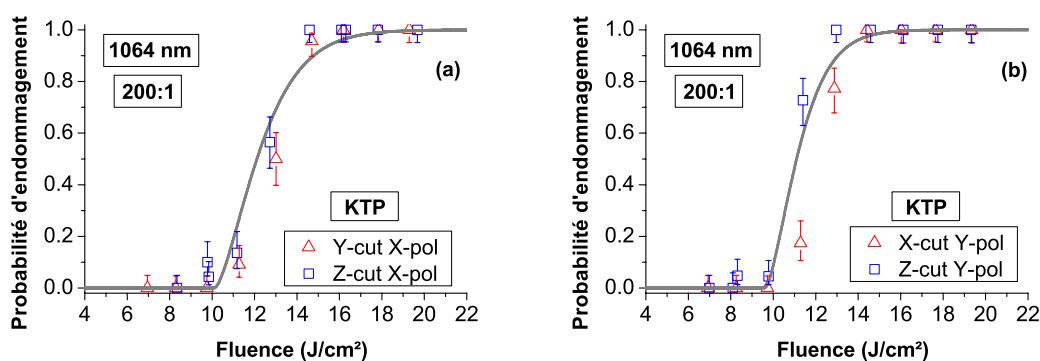 Probabilité d'endommagement
1.0
0.8
0.6
0.4
0.2
0.0
1064 nm
200:1
(a)
KTP
Y-cut X-pol
Z-cut X-pol
4 6 8 10 12 14 16 18 20 22
Fluence (J/cm²)
Probabilité d'endommagement
1.0
0.8
0.6
0.4
0.2
0.0
1064 nm
200:1
(b)
KTP
X-cut Y-pol
Z-cut Y-pol
4 6 8 10 12 14 16 18 20 22
Fluence (J/cm²)